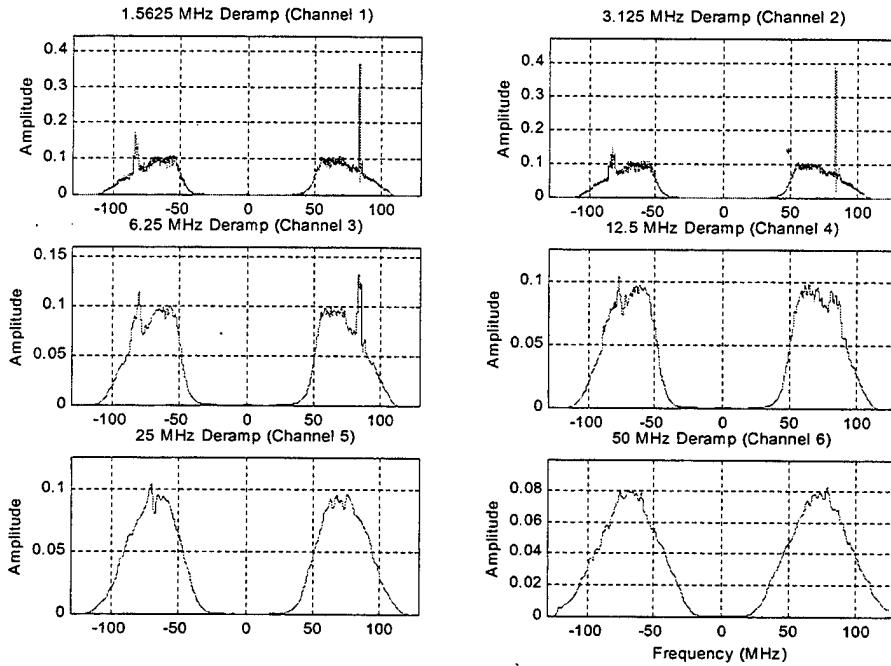 1.5625 MHz Deramp (Channel 1)
Amplitude
0.4
0.3
0.2
0.1
0
-100 -50 0 50 100
3.125 MHz Deramp (Channel 2)
Amplitude
0.4
0.3
0.2
0.1
0
-100 -50 0 50 100
6.25 MHz Deramp (Channel 3)
Amplitude
0.15
0.1
0.05
0
-100 -50 0 50 100
12.5 MHz Deramp (Channel 4)
Amplitude
0.1
0.05
0
-100 -50 0 50 100
25 MHz Deramp (Channel 5)
Amplitude
0.1
0.05
0
-100 -50 0 50 100
50 MHz Deramp (Channel 6)
Amplitude
0.08
0.06
0.04
0.02
0
-100 -50 0 50 100
Frequency (MHz)